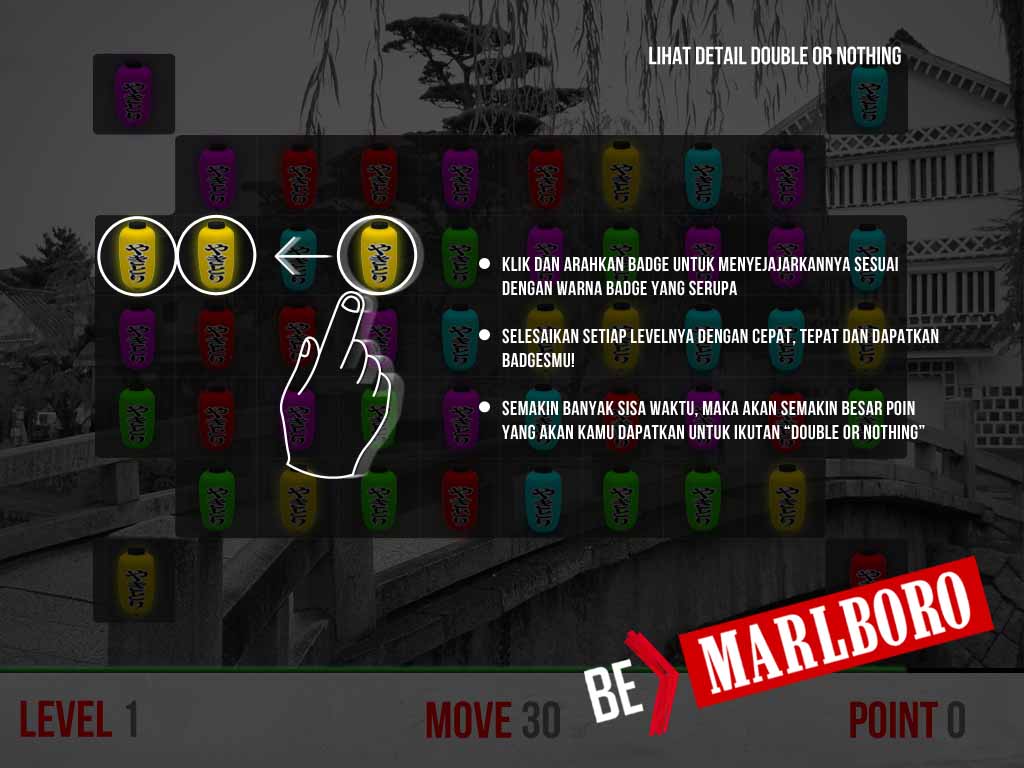 LIHAT DETAIL DOUBLE OR NOTHING
KLIK DAN ARAHKAN BADGE UNTUK MENYEJAJARKANNYA SESUAI
DENGAN WARNA BADGE YANG SERUPA
SELESAIKAN SETIAP LEVELNYA DENGAN CEPAT, TEPAT DAN DAPATKAN
BADGESMU!
SEMAKIN BANYAK SISA WAKTU, MAKA AKAN SEMAKIN BESAR POIN
YANG AKAN KAMU DAPATKAN UNTUK IKUTAN “DOUBLE OR NOTHING”
BE > MARLBORO
LEVEL 1
MOVE 30
POINT 0